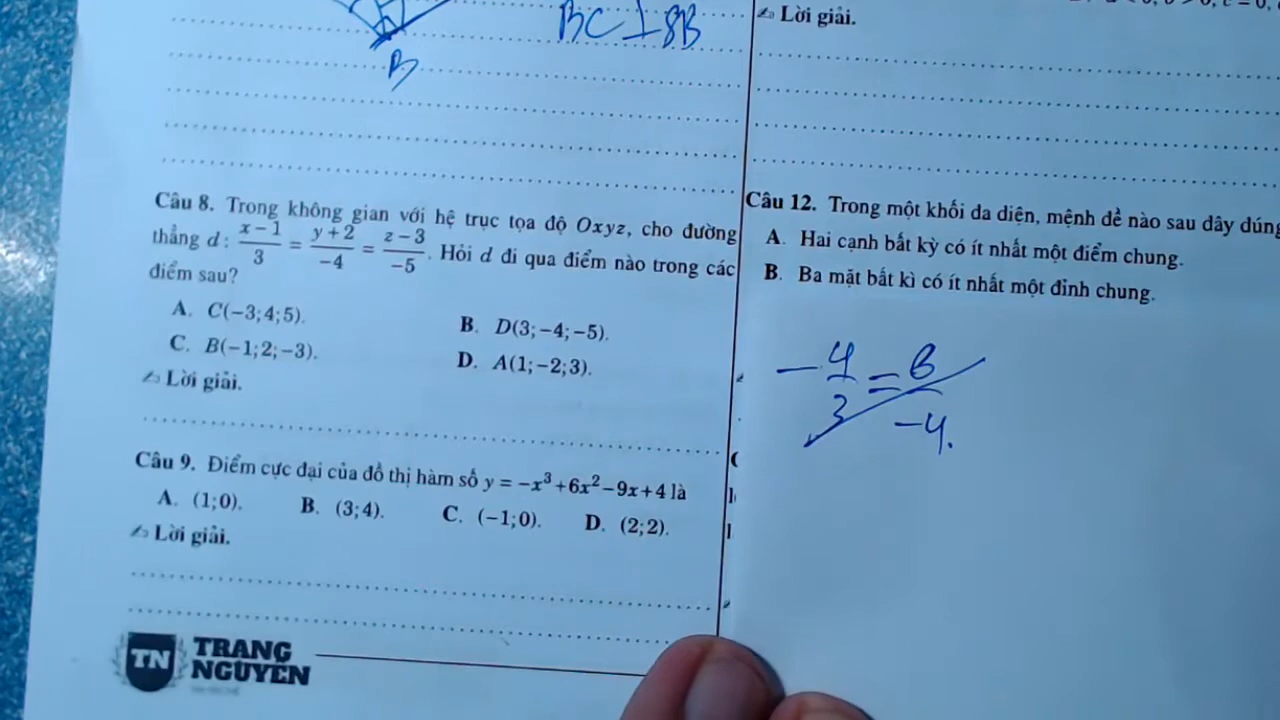 BC⊥SB
B
Câu 8. Trong không gian với hệ trục tọa độ Oxyz, cho đường
thẳng d: (x − 1)/3 = (y + 2)/−4 = (z − 3)/−5. Hỏi d đi qua điểm nào trong các
điểm sau?
A. C(−3;4;5).
B. D(3;−4;−5).
C. B(−1;2;−3).
D. A(1;−2;3).
Lời giải.
Câu 9. Điểm cực đại của đồ thị hàm số y = −x³+6x²−9x+4 là
A. (1;0).
B. (3;4).
C. (−1;0).
D. (2;2).
Lời giải.
TN
TRANG
NGUYEN
Lời giải.
Câu 12. Trong một khối da diện, mệnh đề nào sau đây đúng
A. Hai cạnh bất kỳ có ít nhất một điểm chung.
B. Ba mặt bất kì có ít nhất một đỉnh chung.
−4/3 = 6/−4.